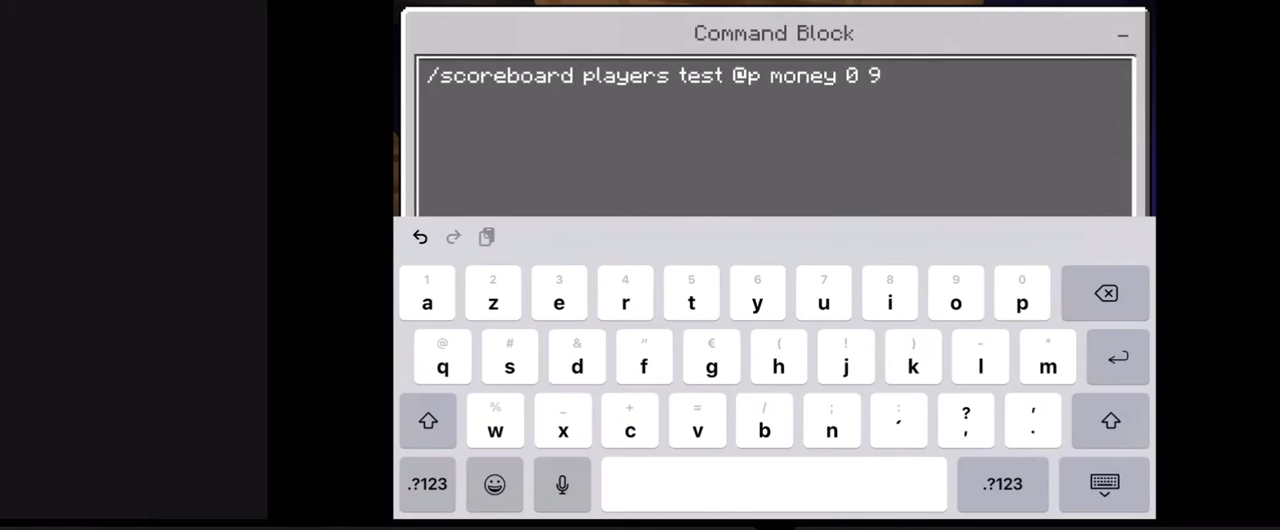 Command Block
/scoreboard players test @p money 0 9
1 2 3 4 5 6 7 8 9 0
a z e r t y u i o p
@ # & " € ( ! ) - *
q s d f g h j k l m
% _ + = / ; : ? '
w x c v b n ´ , .
.?123 .?123